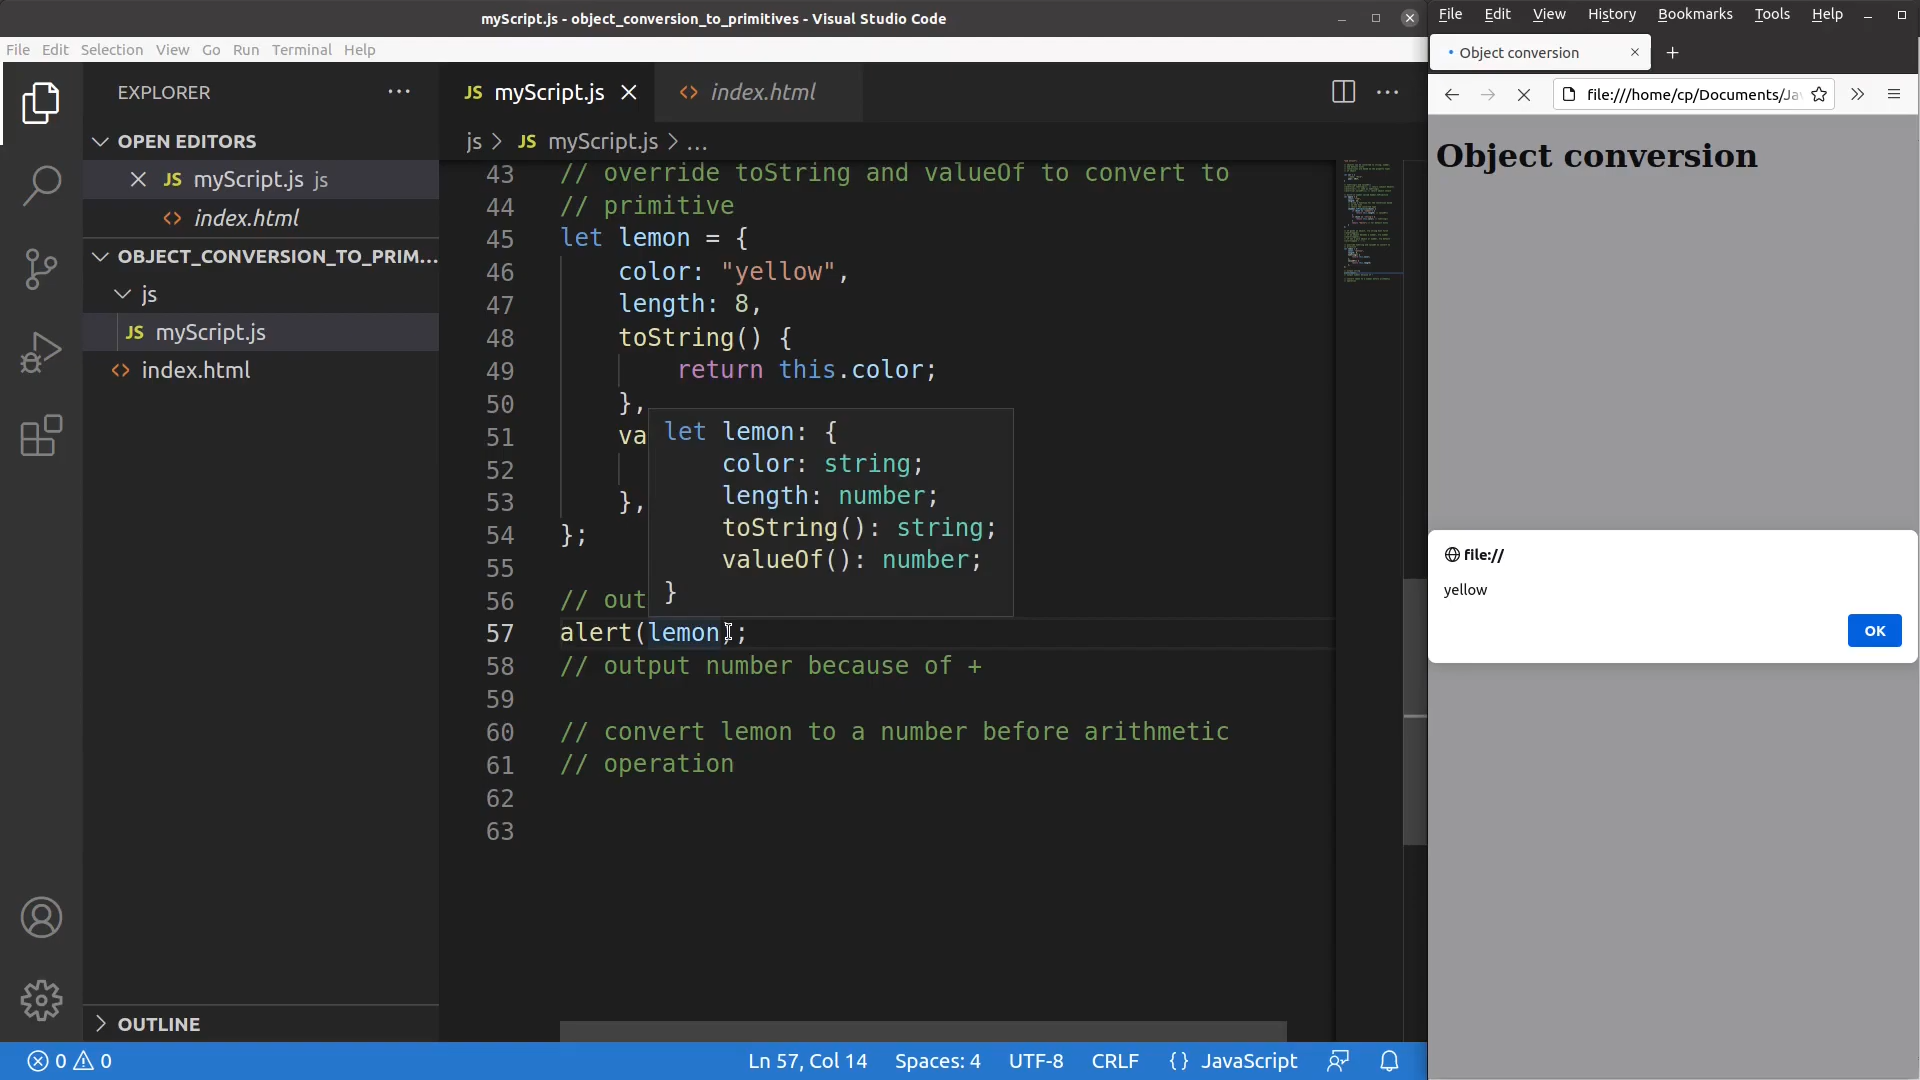 myScript.js - object_conversion_to_primitives - Visual Studio Code
File Edit Selection View Go Run Terminal Help
EXPLORER
OPEN EDITORS
JS myScript.js js
<> index.html
OBJECT_CONVERSION_TO_PRIM...
js
JS myScript.js
<> index.html
OUTLINE
JS myScript.js
<> index.html
js > JS myScript.js > ...
43 // override toString and valueOf to convert to
44 // primitive
45 let lemon = {
46 color: "yellow",
47 length: 8,
48 toString() {
49 return this.color;
50 },
51 va
52
53 },
54 };
55
56 // out
57 alert(lemon);
58 // output number because of +
59
60 // convert lemon to a number before arithmetic
61 // operation
62
63
let lemon: {
color: string;
length: number;
toString(): string;
valueOf(): number;
}
0 0 Ln 57, Col 14 Spaces: 4 UTF-8 CRLF {} JavaScript
File Edit View History Bookmarks Tools Help
Object conversion
file:///home/cp/Documents/Ja
Object conversion
file://
yellow
OK